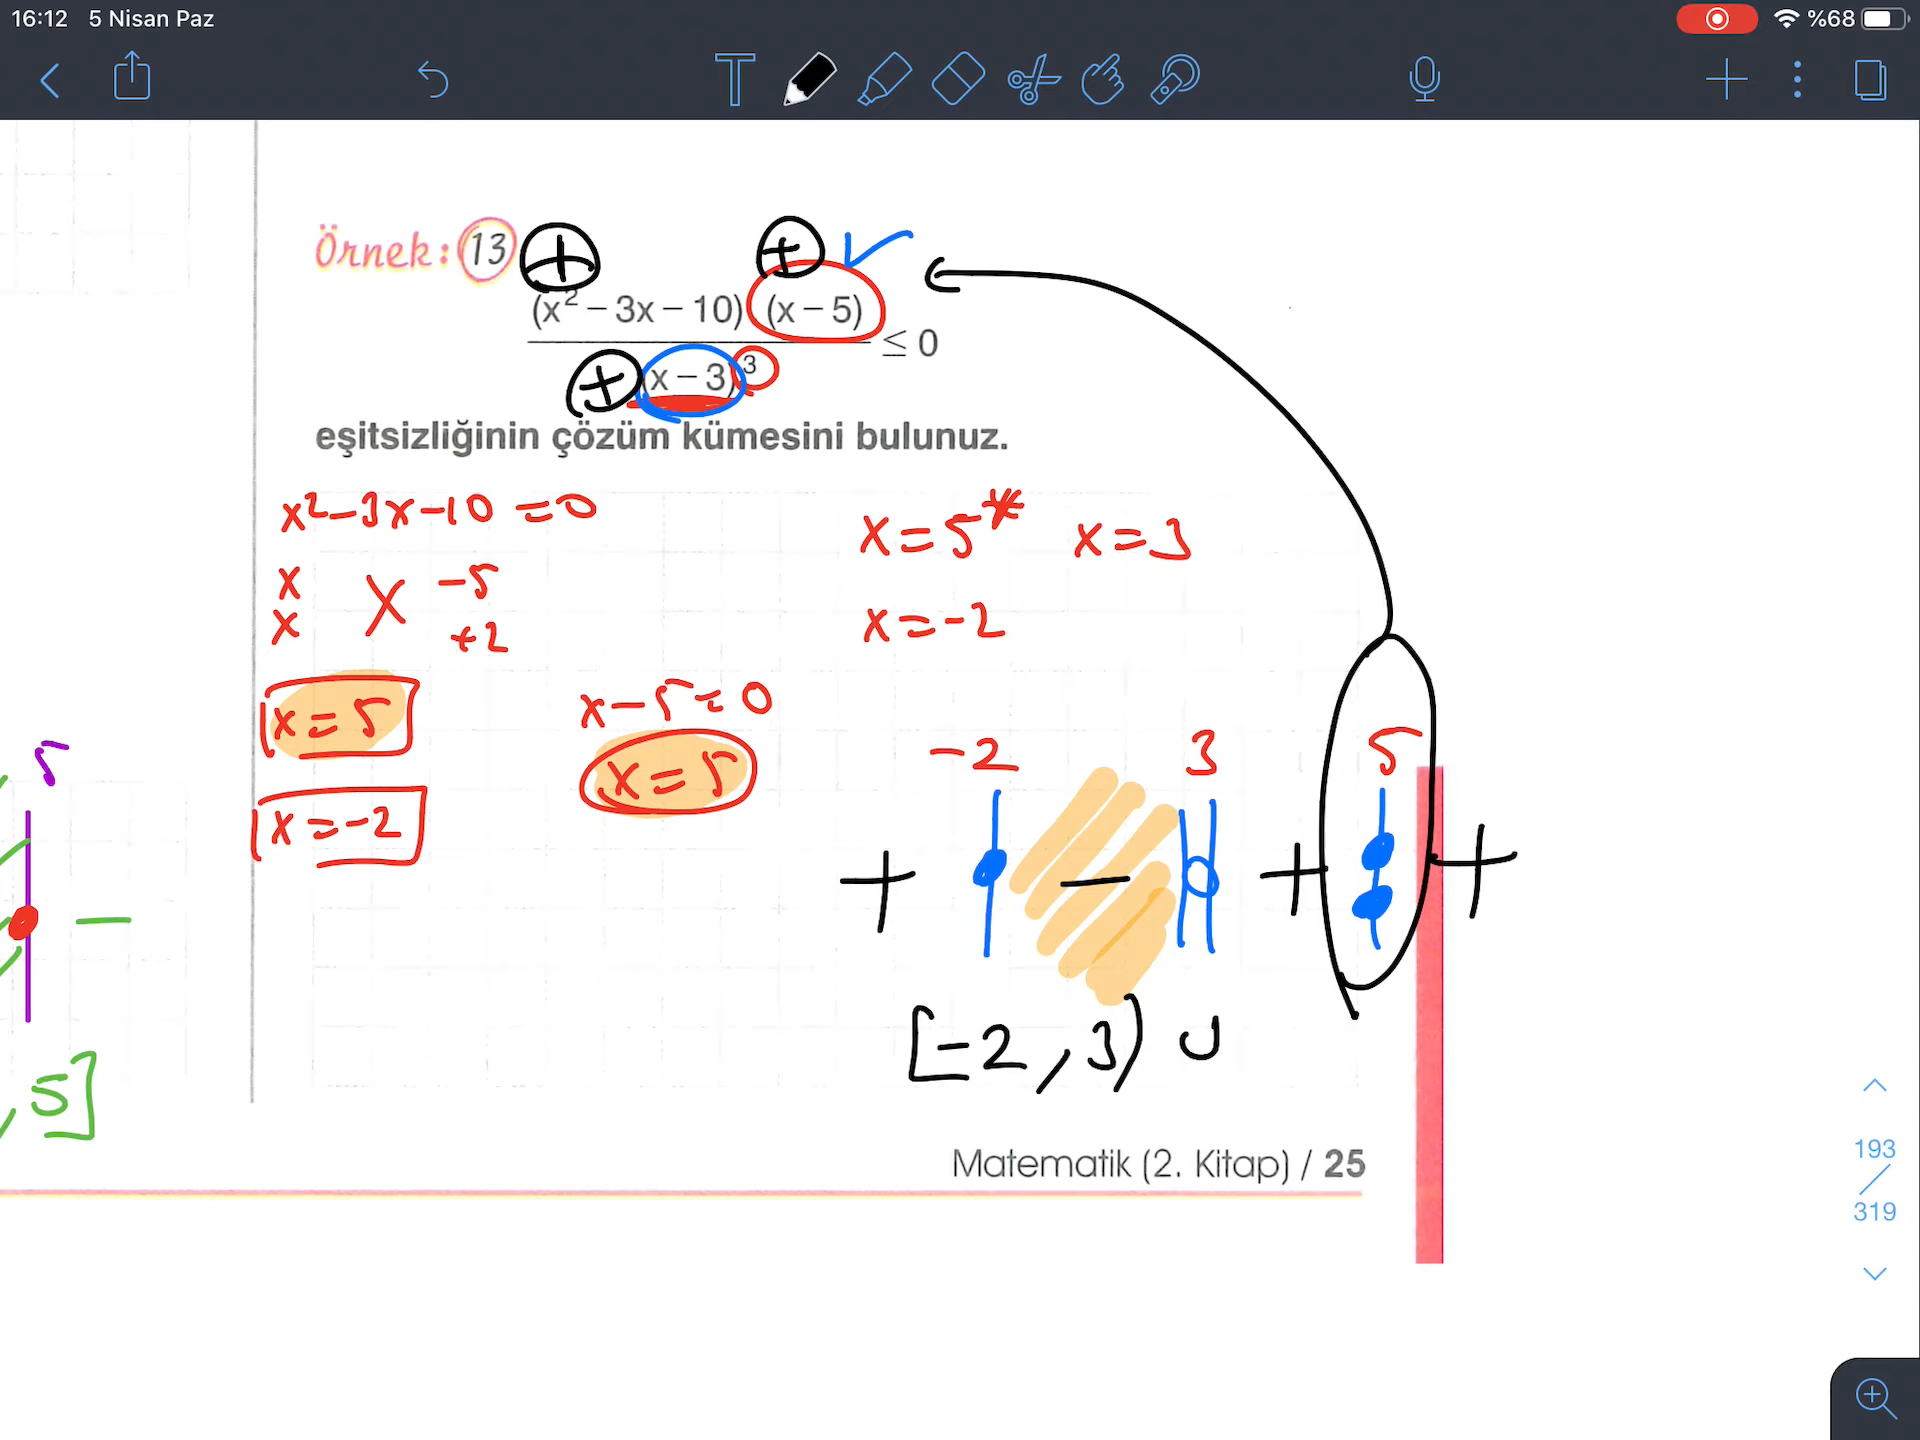 16:12 5 Nisan Paz
%68
Örnek: 13
+ +
(x² – 3x – 10) (x – 5)
≤ 0
+ (x – 3)³
eşitsizliğinin çözüm kümesini bulunuz.
x²-3x-10 =0
x x -5
x +2
x=5
x=-2
x-5=0
x=5
x=5* x=3
x=-2
-2 3 5
+ - + +
[-2,3) ∪
5
-
,5]
Matematik (2. Kitap) / 25
193
319